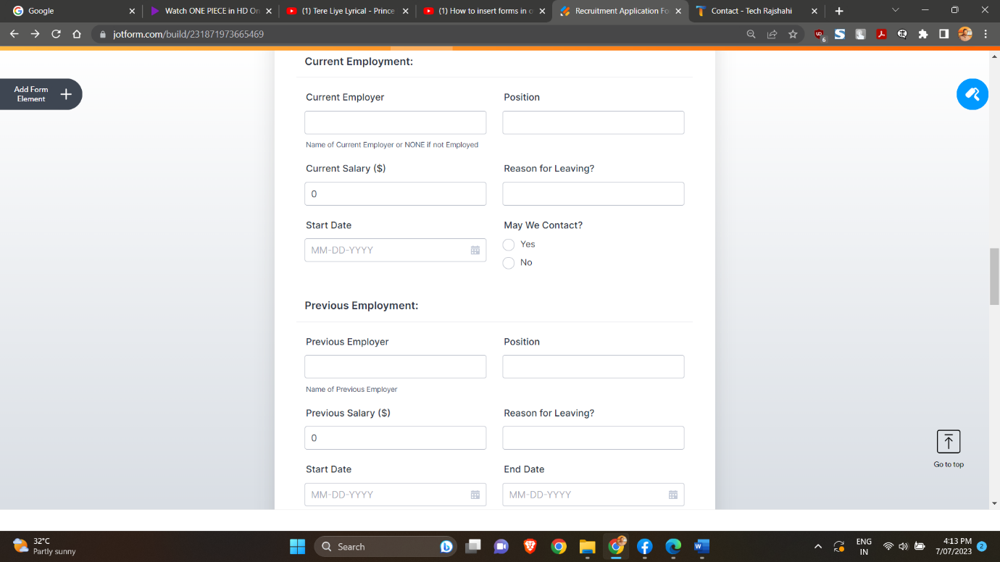 Google
Watch ONE PIECE in HD On
(1) Tere Liye Lyrical - Prince
(1) How to insert forms in o
Recruitment Application Fo
Contact - Tech Rajshahi
jotform.com/build/231871973665469
6
Current Employment:
Add Form
Element
Current Employer
Position
Name of Current Employer or NONE if not Employed
Current Salary ($)
Reason for Leaving?
0
Start Date
May We Contact?
MM-DD-YYYY
Yes
No
Previous Employment:
Previous Employer
Position
Name of Previous Employer
Previous Salary ($)
Reason for Leaving?
0
Start Date
End Date
MM-DD-YYYY
MM-DD-YYYY
Go to top
32°C
Partly sunny
Search
ENG
IN
4:13 PM
7/07/2023
2